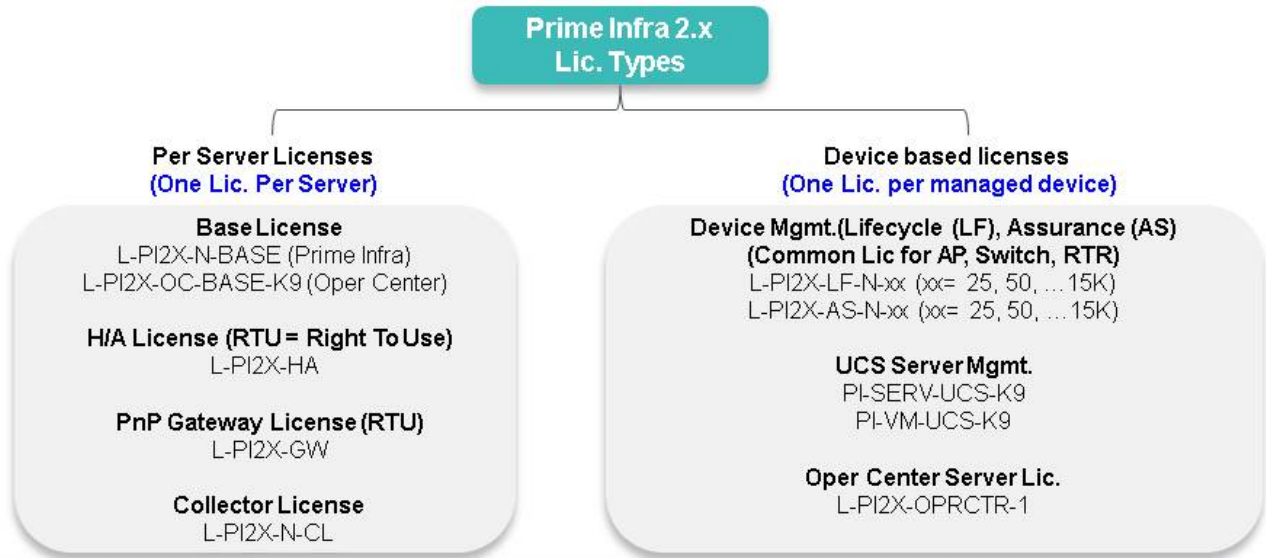 Prime Infra 2.x
Lic. Types
Per Server Licenses
(One Lic. Per Server)
Base License
L-PI2X-N-BASE (Prime Infra)
L-PI2X-OC-BASE-K9 (Oper Center)
H/A License (RTU = Right To Use)
L-PI2X-HA
PnP Gateway License (RTU)
L-PI2X-GW
Collector License
L-PI2X-N-CL
Device based licenses
(One Lic. per managed device)
Device Mgmt.(Lifecycle (LF), Assurance (AS)
(Common Lic for AP, Switch, RTR)
L-PI2X-LF-N-xx (xx= 25, 50, ... 15K)
L-PI2X-AS-N-xx (xx= 25, 50, ... 15K)
UCS Server Mgmt.
PI-SERV-UCS-K9
PI-VM-UCS-K9
Oper Center Server Lic.
L-PI2X-OPRCTR-1